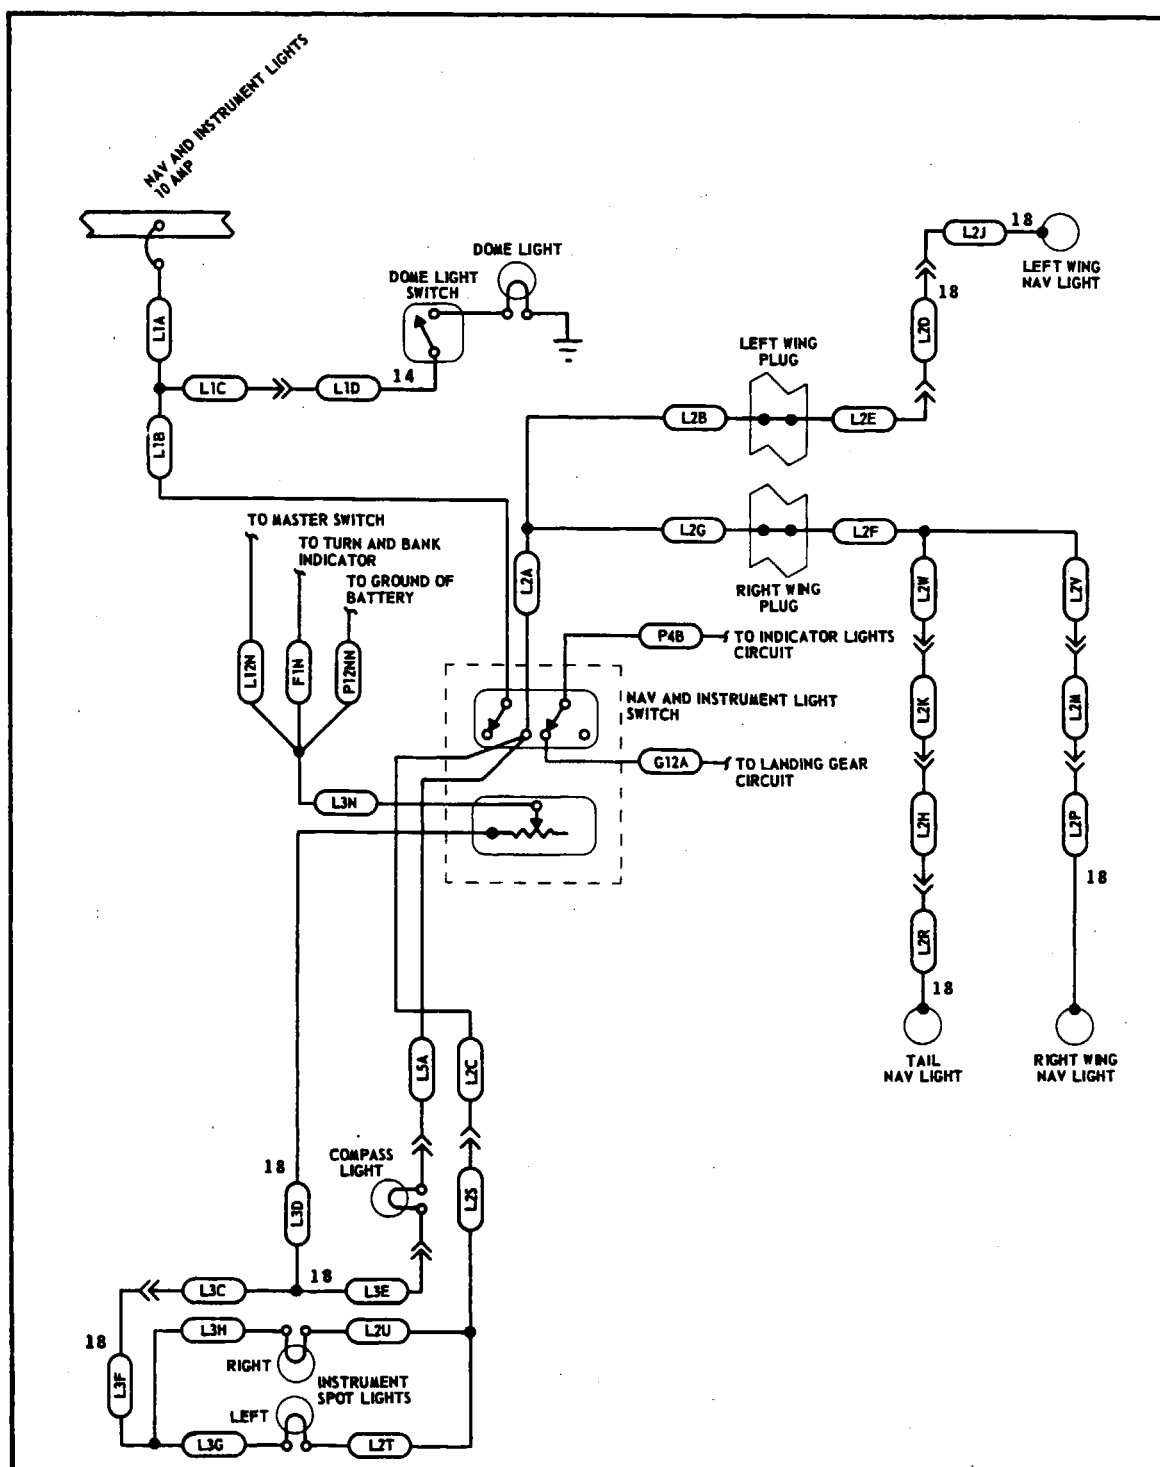 NAV AND INSTRUMENT LIGHTS
10 AMP
L1A
L1C
L1D
14
DOME LIGHT
SWITCH
DOME LIGHT
L1B
LEFT WING
PLUG
L2B
L2E
L2D
18
L2J
18
LEFT WING
NAV LIGHT
TO MASTER SWITCH
TO TURN AND BANK
INDICATOR
TO GROUND OF
BATTERY
L12N
F1N
P12NN
L2A
L2G
L2F
RIGHT WING
PLUG
P4B
TO INDICATOR LIGHTS
CIRCUIT
NAV AND INSTRUMENT LIGHT
SWITCH
G12A
TO LANDING GEAR
CIRCUIT
L3N
L2W
L2K
L2H
L2R
18
TAIL
NAV LIGHT
L2V
L2M
L2P
18
RIGHT WING
NAV LIGHT
L5A
L2C
COMPASS
LIGHT
L2S
18
L3D
L3C
18
L3E
18
L3F
L3H
L2U
RIGHT
INSTRUMENT
SPOT LIGHTS
LEFT
L3G
L2T